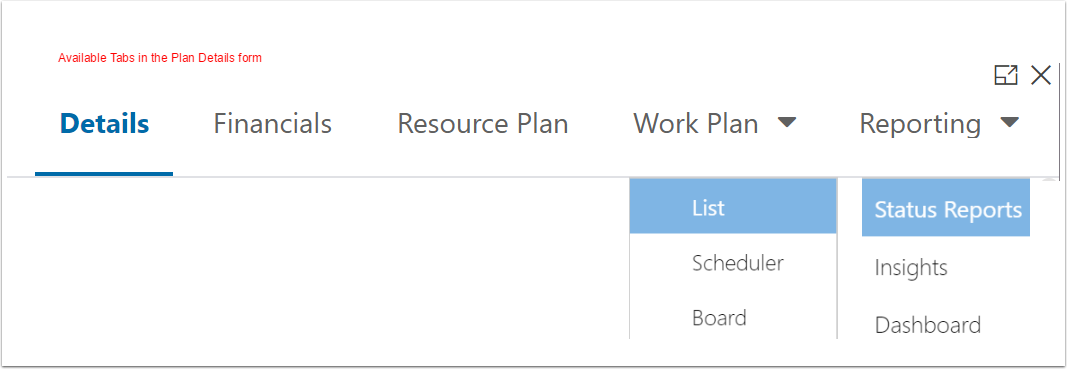 Available Tabs in the Plan Details form
Details Financials Resource Plan Work Plan Reporting
List Status Reports
Scheduler Insights
Board Dashboard